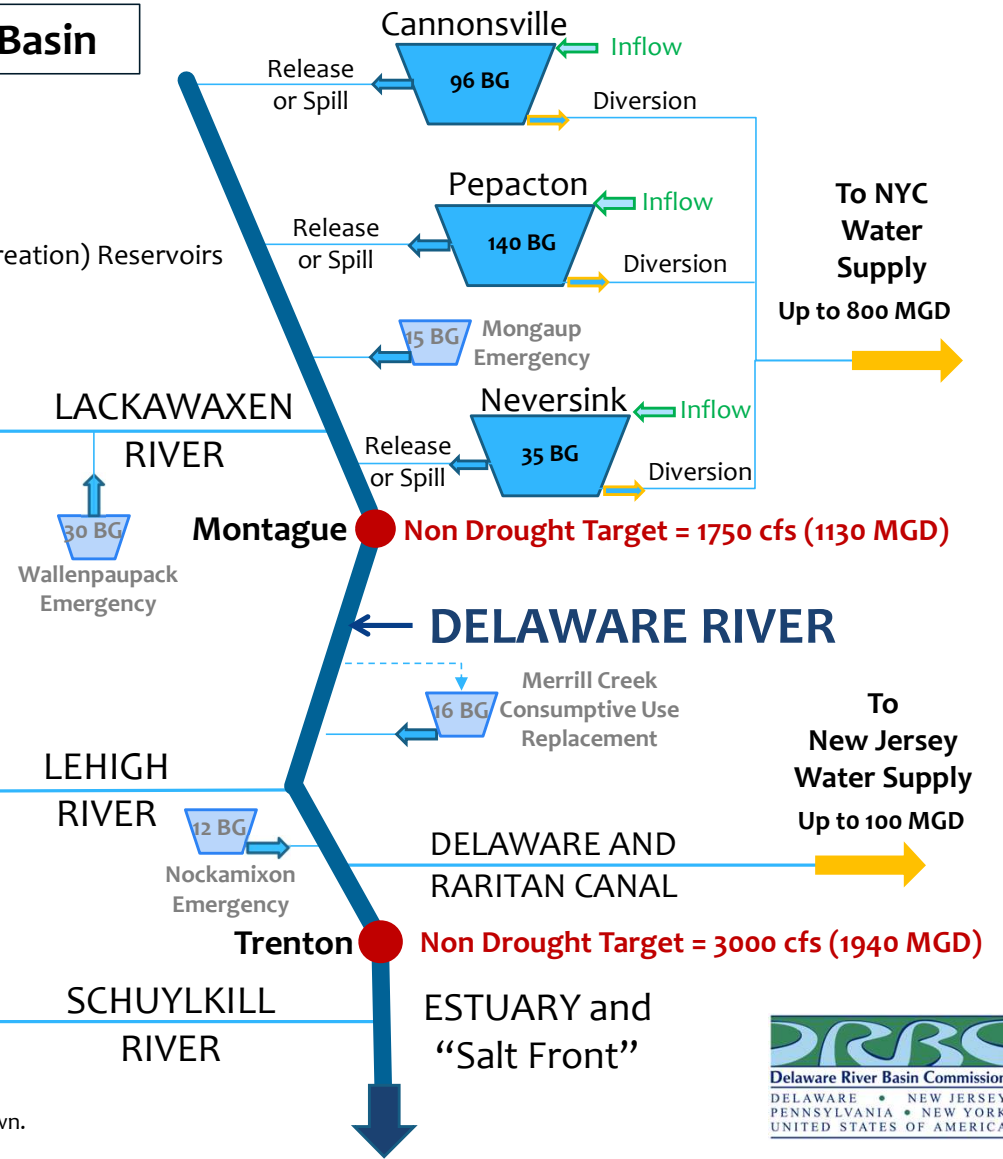 Basin
Cannonsville
Inflow
Release
or Spill
96 BG
Diversion
Pepacton
Inflow
Release
or Spill
140 BG
Diversion
To NYC
Water
Supply
Up to 800 MGD
reation) Reservoirs
15 BG
Mongaup
Emergency
LACKAWAXEN
RIVER
Neversink
Inflow
Release
or Spill
35 BG
Diversion
30 BG
Wallenpaupack
Emergency
Montague
Non Drought Target = 1750 cfs (1130 MGD)
DELAWARE RIVER
16 BG
Merrill Creek
Consumptive Use
Replacement
To
New Jersey
Water Supply
Up to 100 MGD
LEHIGH
RIVER
12 BG
Nockamixon
Emergency
DELAWARE AND
RARITAN CANAL
Trenton
Non Drought Target = 3000 cfs (1940 MGD)
SCHUYLKILL
RIVER
ESTUARY and
“Salt Front”
DRBC
Delaware River Basin Commission
DELAWARE • NEW JERSEY
PENNSYLVANIA • NEW YORK
UNITED STATES OF AMERICA
wn.